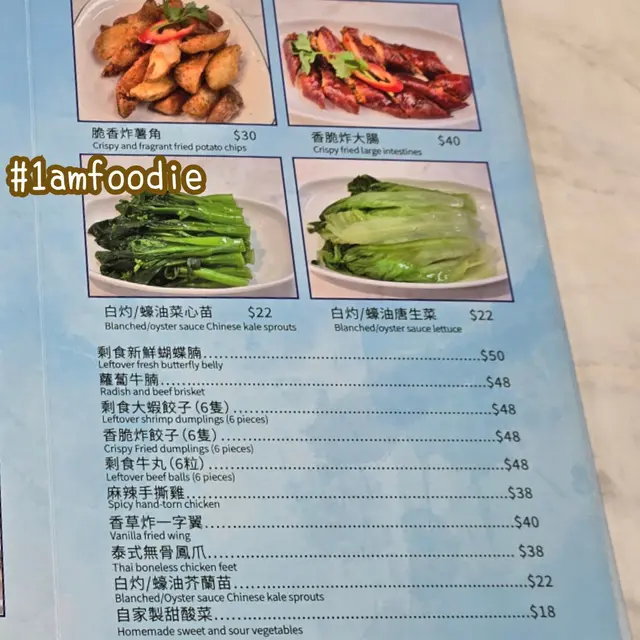 脆香炸薯角 $30
Crispy and fragrant fried potato chips
香脆炸大腸 $40
Crispy fried large intestines
#1amfoodie
白灼/蠔油菜心苗 $22
Blanched/oyster sauce Chinese kale sprouts
白灼/蠔油唐生菜 $22
Blanched/oyster sauce lettuce
剩食新鮮蝴蝶腩 $50
Leftover fresh butterfly belly
蘿蔔牛腩 $48
Radish and beef brisket
剩食大蝦餃子(6隻) $48
Leftover shrimp dumplings (6 pieces)
香脆炸餃子(6隻) $48
Crispy Fried dumplings (6 pieces)
剩食牛丸(6粒) $48
Leftover beef balls (6 pieces)
麻辣手撕雞 $38
Spicy hand-torn chicken
香草炸一字翼 $40
Vanilla fried wing
泰式無骨鳳爪 $38
Thai boneless chicken feet
白灼/蠔油芥蘭苗 $22
Blanched/Oyster sauce Chinese kale sprouts
自家製甜酸菜 $18
Homemade sweet and sour vegetables